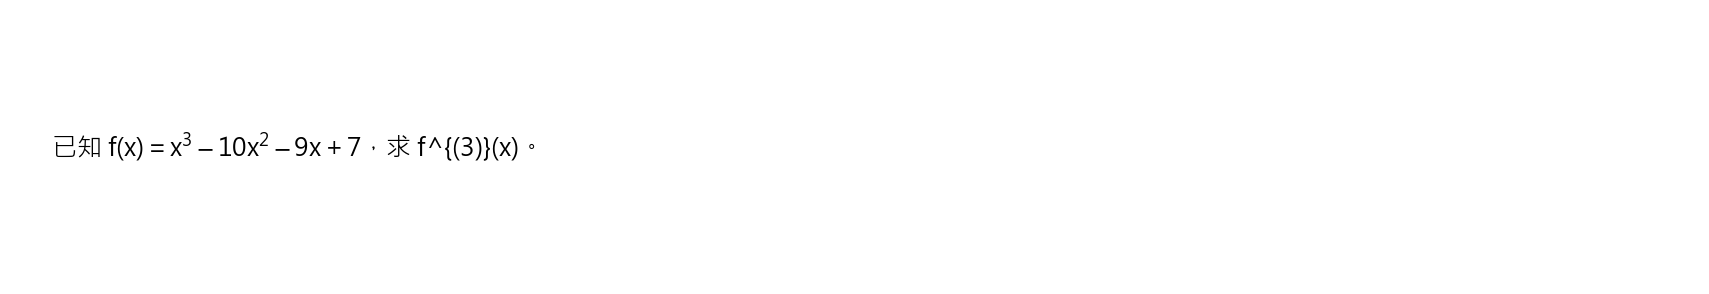 已知 f(x) = x³ – 10x² – 9x + 7，求 f^{(3)}(x)。